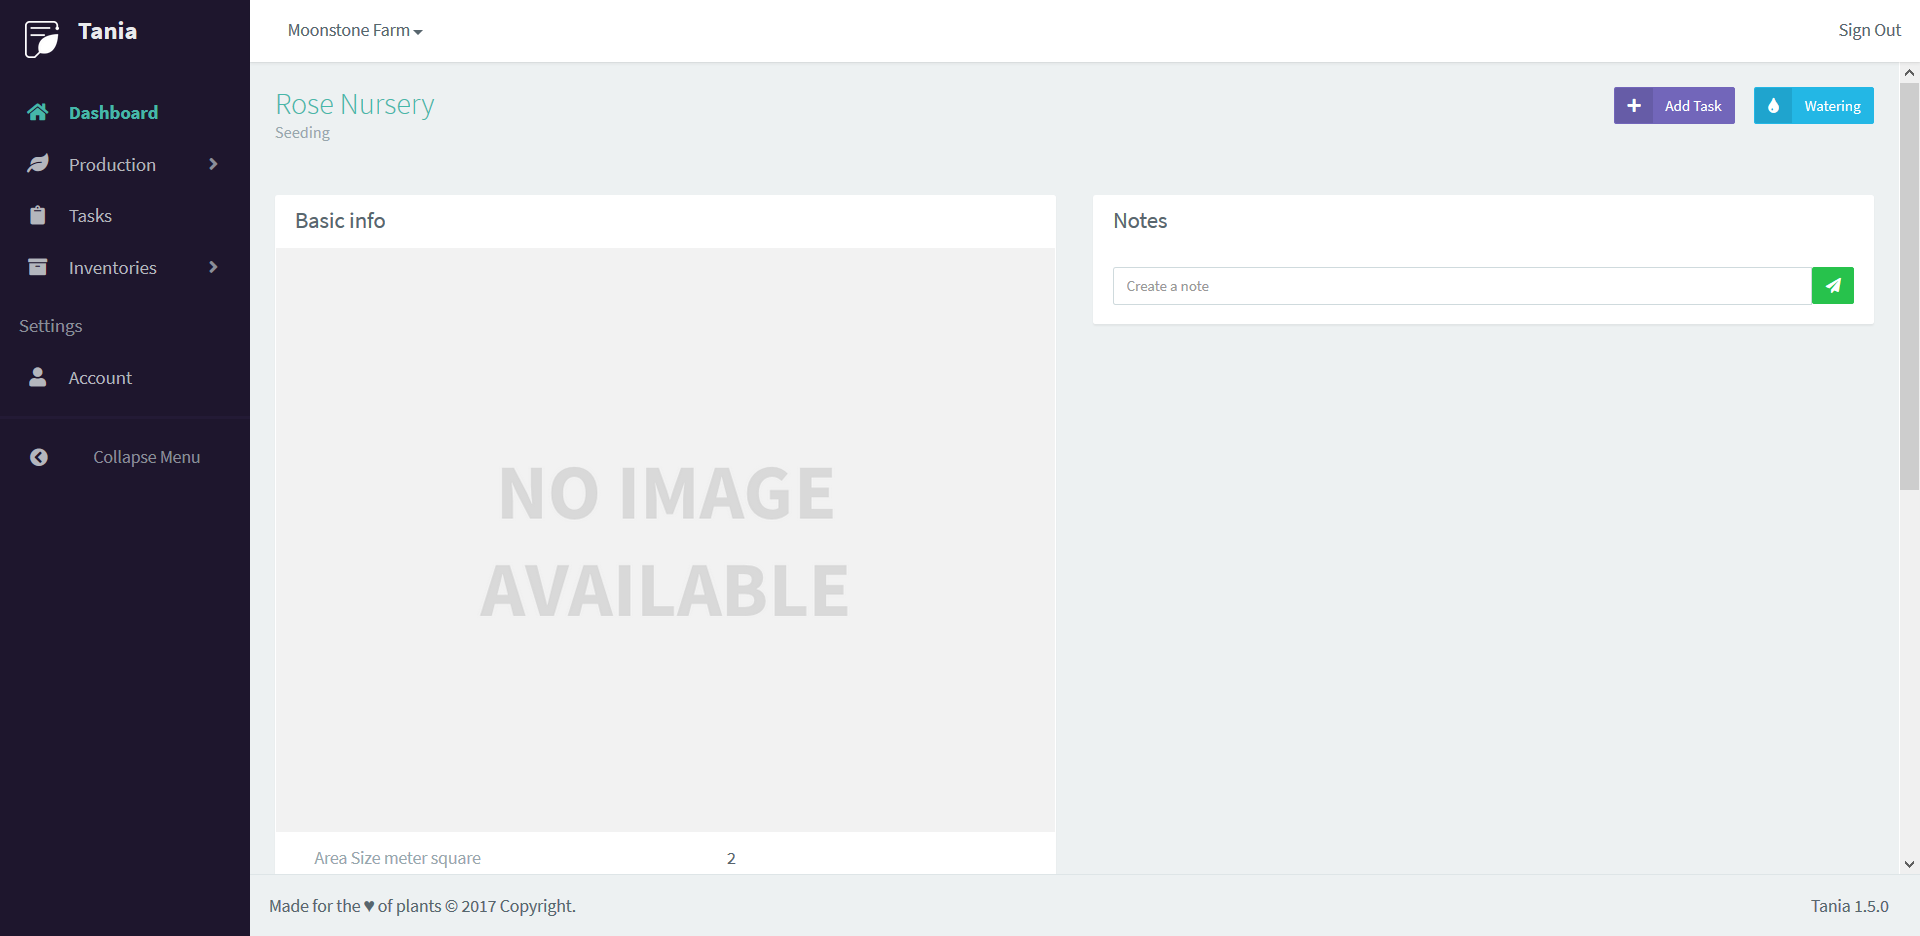 Tania
Moonstone Farm
Sign Out
Dashboard
Production
Tasks
Inventories
Settings
Account
Collapse Menu
Rose Nursery
Seeding
Add Task
Watering
Basic info
NO IMAGE
AVAILABLE
Area Size meter square 2
Notes
Create a note
Made for the ♥ of plants © 2017 Copyright.
Tania 1.5.0